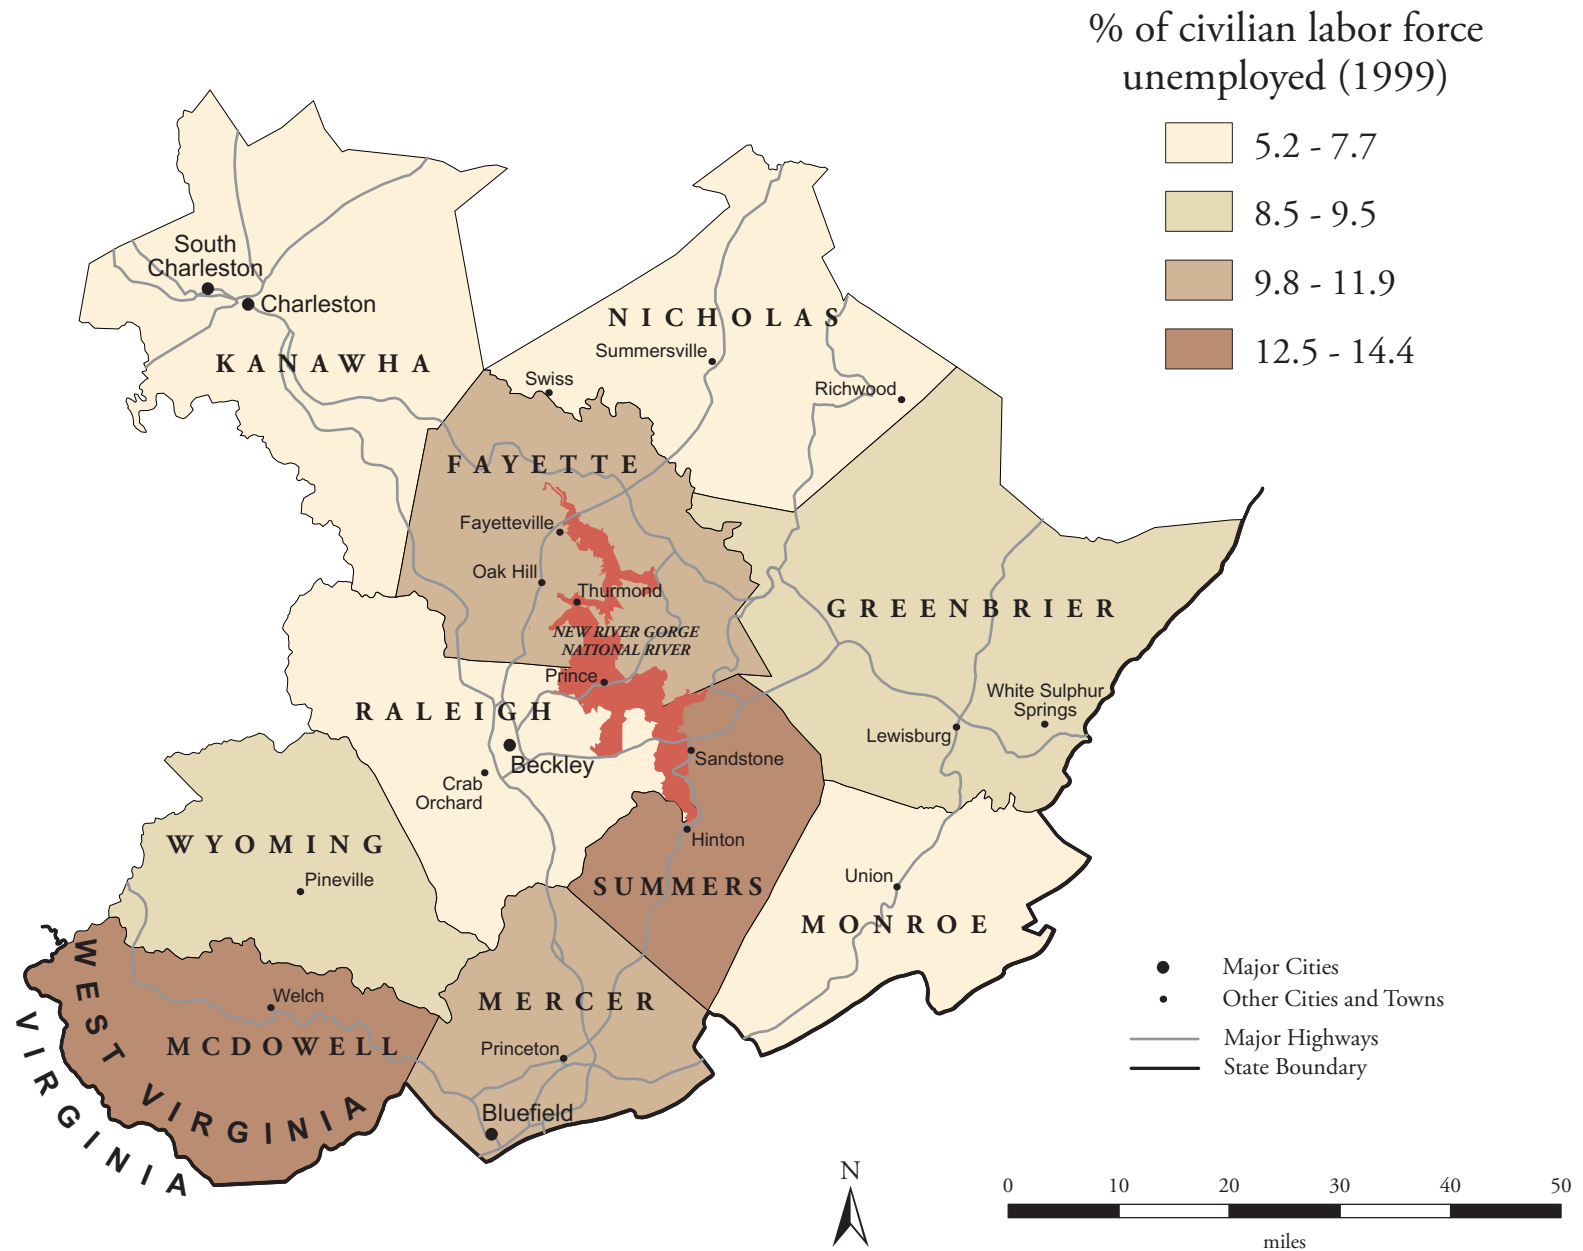 % of civilian labor force
unemployed (1999)
5.2 - 7.7
8.5 - 9.5
9.8 - 11.9
12.5 - 14.4
South
Charleston
Charleston
KANAWHA
NICHOLAS
Summersville
Swiss
Richwood
FAYETTE
Fayetteville
Oak Hill
Thurmond
NEW RIVER GORGE
NATIONAL RIVER
Prince
GREENBRIER
White Sulphur
Springs
Lewisburg
RALEIGH
Beckley
Crab
Orchard
Sandstone
Hinton
SUMMERS
WYOMING
Pineville
Union
MONROE
MERCER
Princeton
Bluefield
Welch
MCDOWELL
WEST VIRGINIA
VIRGINIA
Major Cities
Other Cities and Towns
Major Highways
State Boundary
N
0 10 20 30 40 50
miles